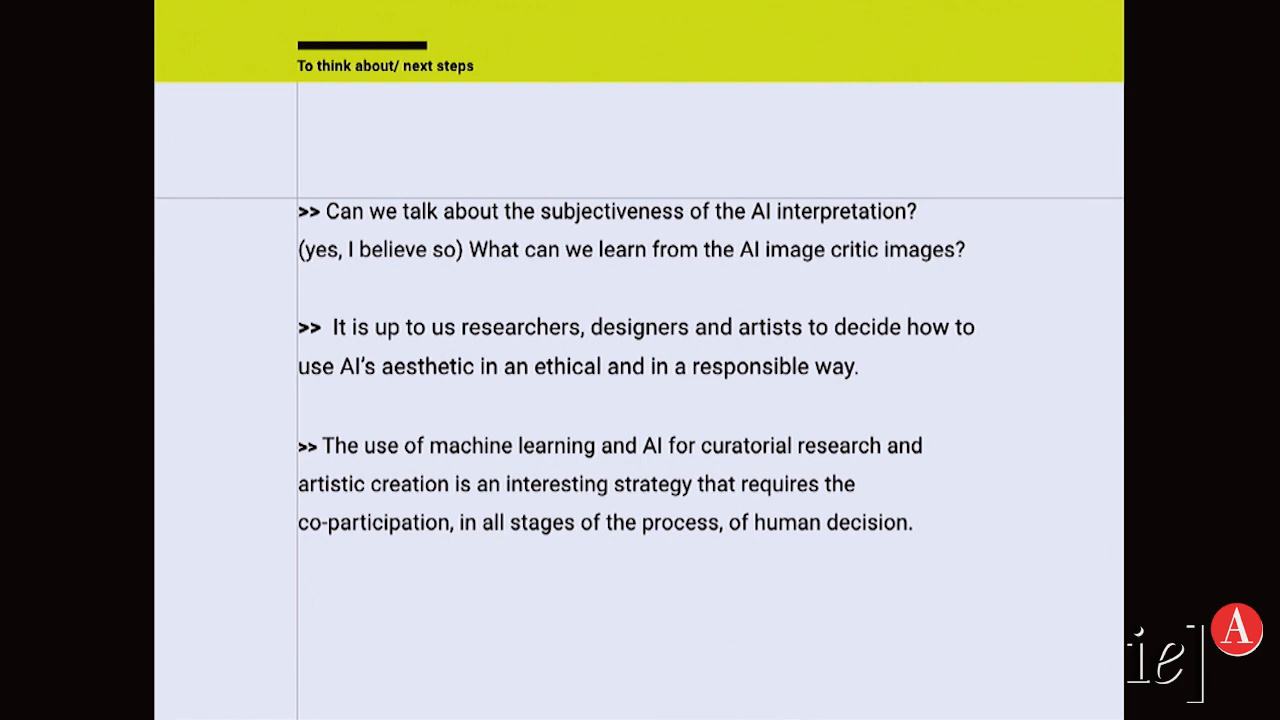 To think about/ next steps
>> Can we talk about the subjectiveness of the AI interpretation?
(yes, I believe so) What can we learn from the AI image critic images?
>> It is up to us researchers, designers and artists to decide how to
use AI’s aesthetic in an ethical and in a responsible way.
>> The use of machine learning and AI for curatorial research and
artistic creation is an interesting strategy that requires the
co-participation, in all stages of the process, of human decision.
ie]
A